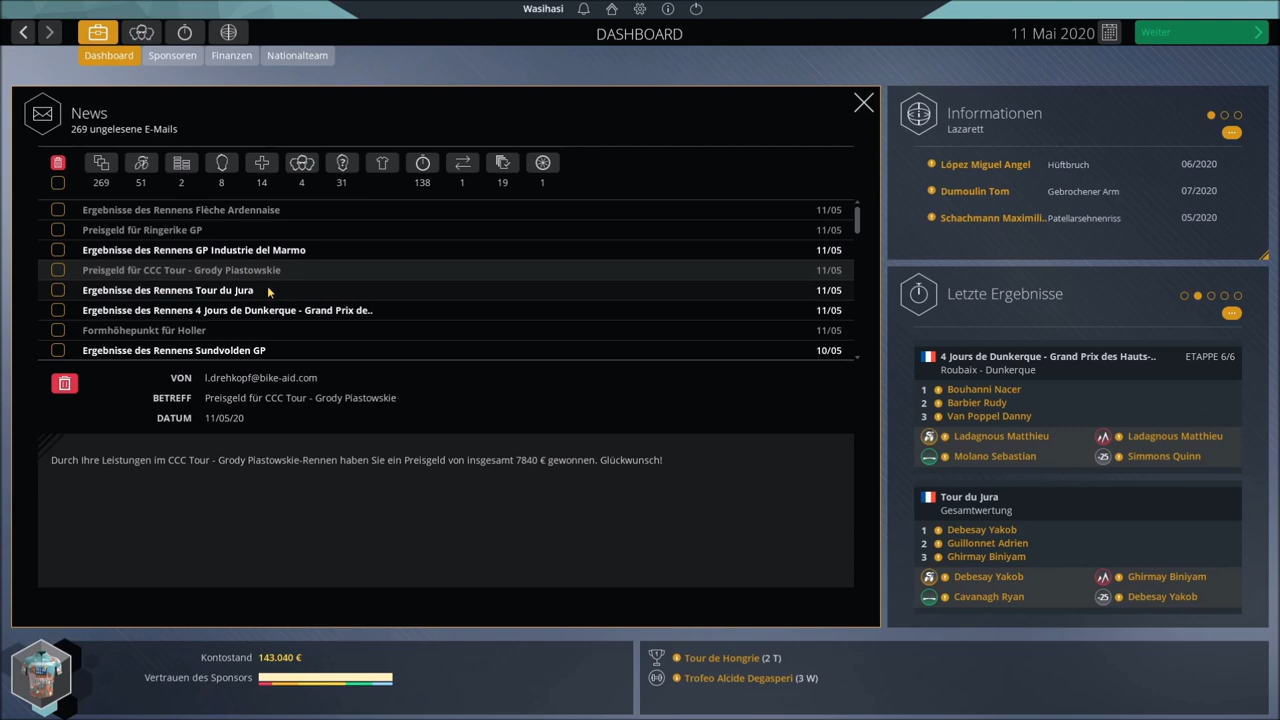 Wasihasi
DASHBOARD
11 Mai 2020
Weiter
Dashboard
Sponsoren
Finanzen
Nationalteam
News
269 ungelesene E-Mails
269 51 2 8 14 4 31 138 1 19 1
Ergebnisse des Rennens Flèche Ardennaise 11/05
Preisgeld für Ringerike GP 11/05
Ergebnisse des Rennens GP Industrie del Marmo 11/05
Preisgeld für CCC Tour - Grody Piastowskie 11/05
Ergebnisse des Rennens Tour du Jura 11/05
Ergebnisse des Rennens 4 Jours de Dunkerque - Grand Prix de.. 11/05
Formhöhepunkt für Holler 11/05
Ergebnisse des Rennens Sundvolden GP 10/05
VON l.drehkopf@bike-aid.com
BETREFF Preisgeld für CCC Tour - Grody Piastowskie
DATUM 11/05/20
Durch Ihre Leistungen im CCC Tour - Grody Piastowskie-Rennen haben Sie ein Preisgeld von insgesamt 7840 € gewonnen. Glückwunsch!
Informationen
Lazarett
López Miguel Angel Hüftbruch 06/2020
Dumoulin Tom Gebrochener Arm 07/2020
Schachmann Maximili.. Patellarsehnenriss 05/2020
Letzte Ergebnisse
4 Jours de Dunkerque - Grand Prix des Hauts-.. ETAPPE 6/6
Roubaix - Dunkerque
1 Bouhanni Nacer
2 Barbier Rudy
3 Van Poppel Danny
Ladagnous Matthieu Ladagnous Matthieu
Molano Sebastian -25 Simmons Quinn
Tour du Jura
Gesamtwertung
1 Debesay Yakob
2 Guillonnet Adrien
3 Ghirmay Biniyam
Debesay Yakob Ghirmay Biniyam
Cavanagh Ryan -25 Debesay Yakob
Kontostand 143.040 €
Vertrauen des Sponsors
Tour de Hongrie (2 T)
Trofeo Alcide Degasperi (3 W)